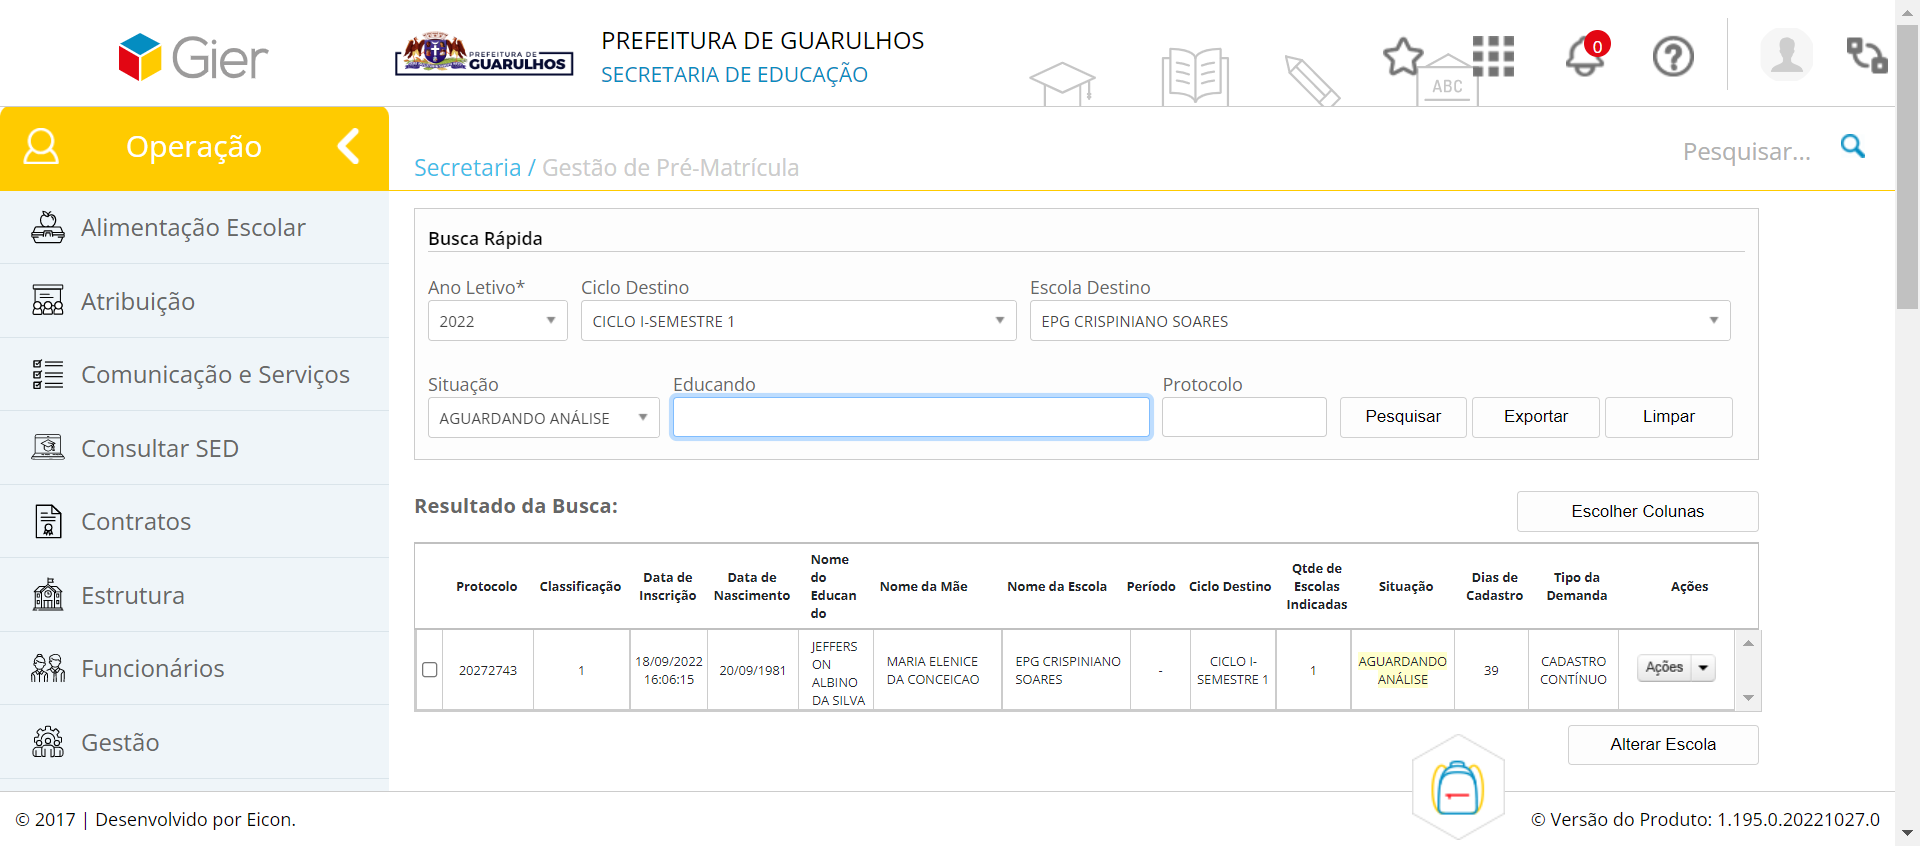 Gier
PREFEITURA DE
GUARULHOS
PREFEITURA DE GUARULHOS
SECRETARIA DE EDUCAÇÃO
ABC
0
Operação
Secretaria / Gestão de Pré-Matrícula
Pesquisar...
Alimentação Escolar
Atribuição
Comunicação e Serviços
Consultar SED
Contratos
Estrutura
Funcionários
Gestão
Busca Rápida
Ano Letivo* Ciclo Destino Escola Destino
2022 CICLO I-SEMESTRE 1 EPG CRISPINIANO SOARES
Situação Educando Protocolo
AGUARDANDO ANÁLISE Pesquisar Exportar Limpar
Resultado da Busca:
Escolher Colunas
Protocolo
Classificação
Data de
Inscrição
Data de
Nascimento
Nome
do
Educan
do
Nome da Mãe
Nome da Escola
Período
Ciclo Destino
Qtde de
Escolas
Indicadas
Situação
Dias de
Cadastro
Tipo da
Demanda
Ações
20272743
1
18/09/2022
16:06:15
20/09/1981
JEFFERS
ON
ALBINO
DA SILVA
MARIA ELENICE
DA CONCEICAO
EPG CRISPINIANO
SOARES
-
CICLO I-
SEMESTRE 1
1
AGUARDANDO
ANÁLISE
39
CADASTRO
CONTÍNUO
Ações
Alterar Escola
© 2017 | Desenvolvido por Eicon.
© Versão do Produto: 1.195.0.20221027.0